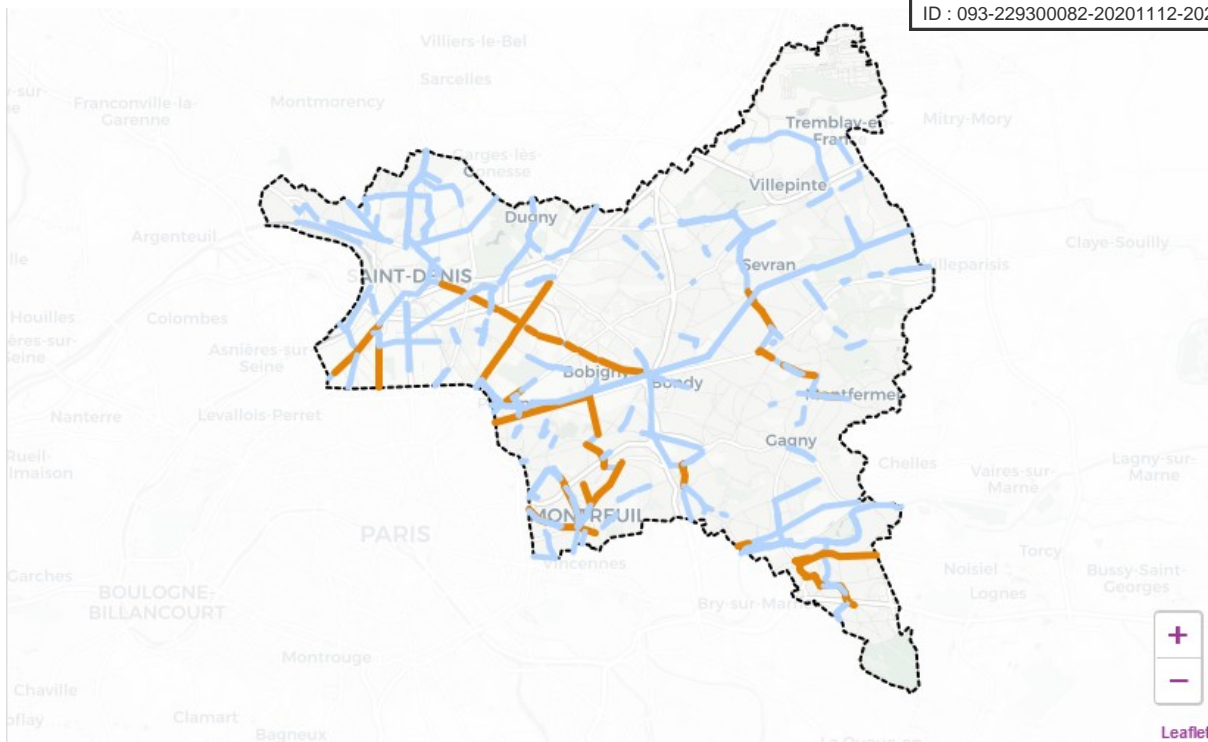 ID : 093-229300082-20201112-202
Villiers-le-Bel
Sarcelles
Franconville-la-
Garenne
Montmorency
Tremblay-en-
France
Mitry-Mory
Garges-lès-
Gonesse
Villepinte
Dugny
Argenteuil
Claye-Souilly
SAINT-DENIS
Sevran
Villeparisis
Houilles
Colombes
Asnières-sur
Seine
Bobigny
Bondy
Nanterre
Levallois-Perret
Montfermeil
Gagny
Rueil-
lmaison
Chelles
Vaires-sur-
Marne
Lagny-sur-
Marne
MONTREUIL
PARIS
Vincennes
Torcy
Garches
BOULOGNE-
BILLANCOURT
Noisiel
Lognes
Bussy-Saint-
Georges
Bry-sur-Marne
Montrouge
Chaville
oflay
Clamart
Bagneux
+
−
Leaflet